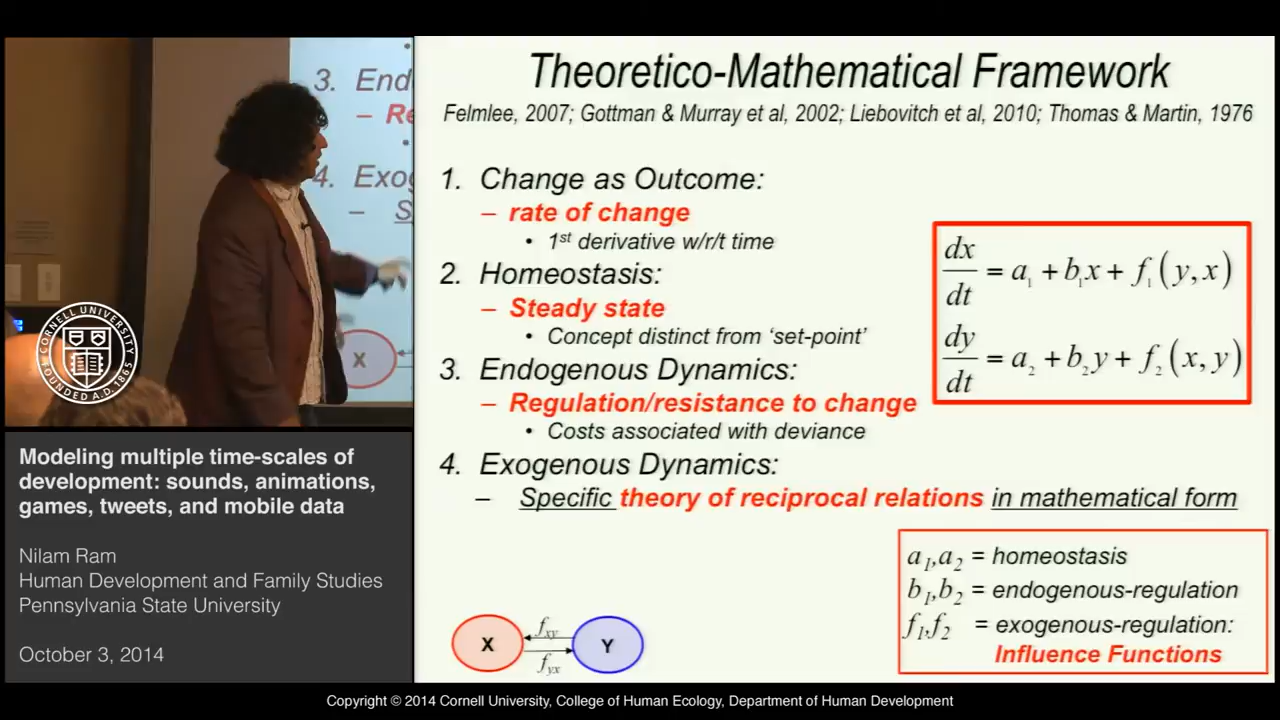 Theoretico-Mathematical Framework
Felmlee, 2007; Gottman & Murray et al, 2002; Liebovitch et al, 2010; Thomas & Martin, 1976
1. Change as Outcome:
– rate of change
• 1st derivative w/r/t time
2. Homeostasis:
– Steady state
• Concept distinct from ‘set-point’
3. Endogenous Dynamics:
– Regulation/resistance to change
• Costs associated with deviance
4. Exogenous Dynamics:
– Specific theory of reciprocal relations in mathematical form
dx/dt = a₁ + b₁x + f₁(y, x)
dy/dt = a₂ + b₂y + f₂(x, y)
a₁,a₂ = homeostasis
b₁,b₂ = endogenous-regulation
f₁,f₂ = exogenous-regulation:
Influence Functions
X
fxy
fyx
Y
3. End
– Re
4. Exo
– S
X
CORNELL UNIVERSITY
FOUNDED A.D. 1865
Modeling multiple time-scales of
development: sounds, animations,
games, tweets, and mobile data
Nilam Ram
Human Development and Family Studies
Pennsylvania State University
October 3, 2014
Copyright © 2014 Cornell University, College of Human Ecology, Department of Human Development